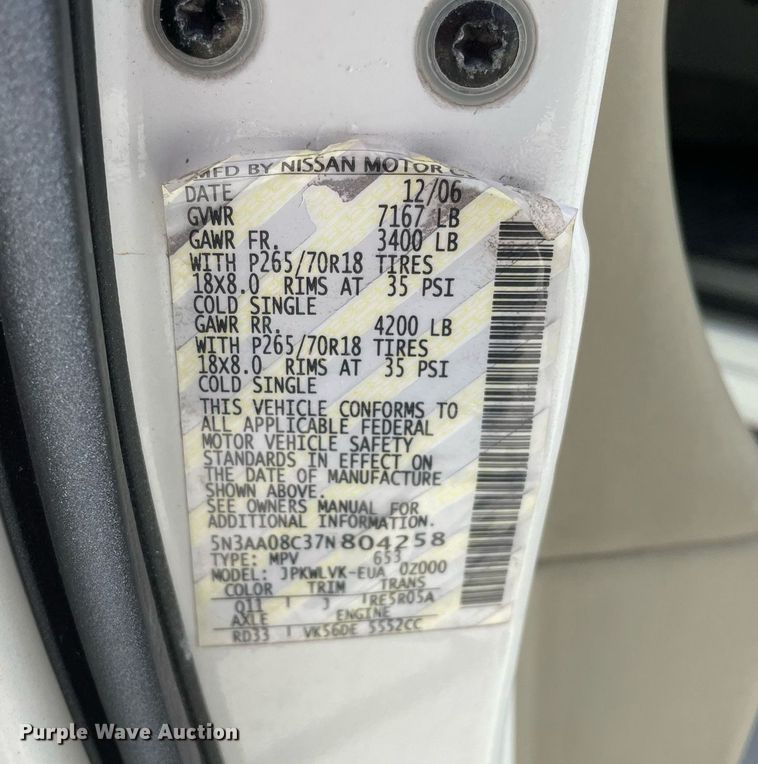 MFD BY NISSAN MOTOR
DATE 12/06
GVWR 7167 LB
GAWR FR. 3400 LB
WITH P265/70R18 TIRES
18X8.0 RIMS AT 35 PSI
COLD SINGLE
GAWR RR. 4200 LB
WITH P265/70R18 TIRES
18X8.0 RIMS AT 35 PSI
COLD SINGLE
THIS VEHICLE CONFORMS TO
ALL APPLICABLE FEDERAL
MOTOR VEHICLE SAFETY
STANDARDS IN EFFECT ON
THE DATE OF MANUFACTURE
SHOWN ABOVE.
SEE OWNERS MANUAL FOR
ADDITIONAL INFORMATION.
5N3AA08C37N804258
TYPE: MPV 653
MODEL: JPKWLVK-EUA 02000
COLOR TRIM TRANS
Q11 J RE5R05A
AXLE ENGINE
RD33 VK56DE 5552CC
Purple Wave Auction